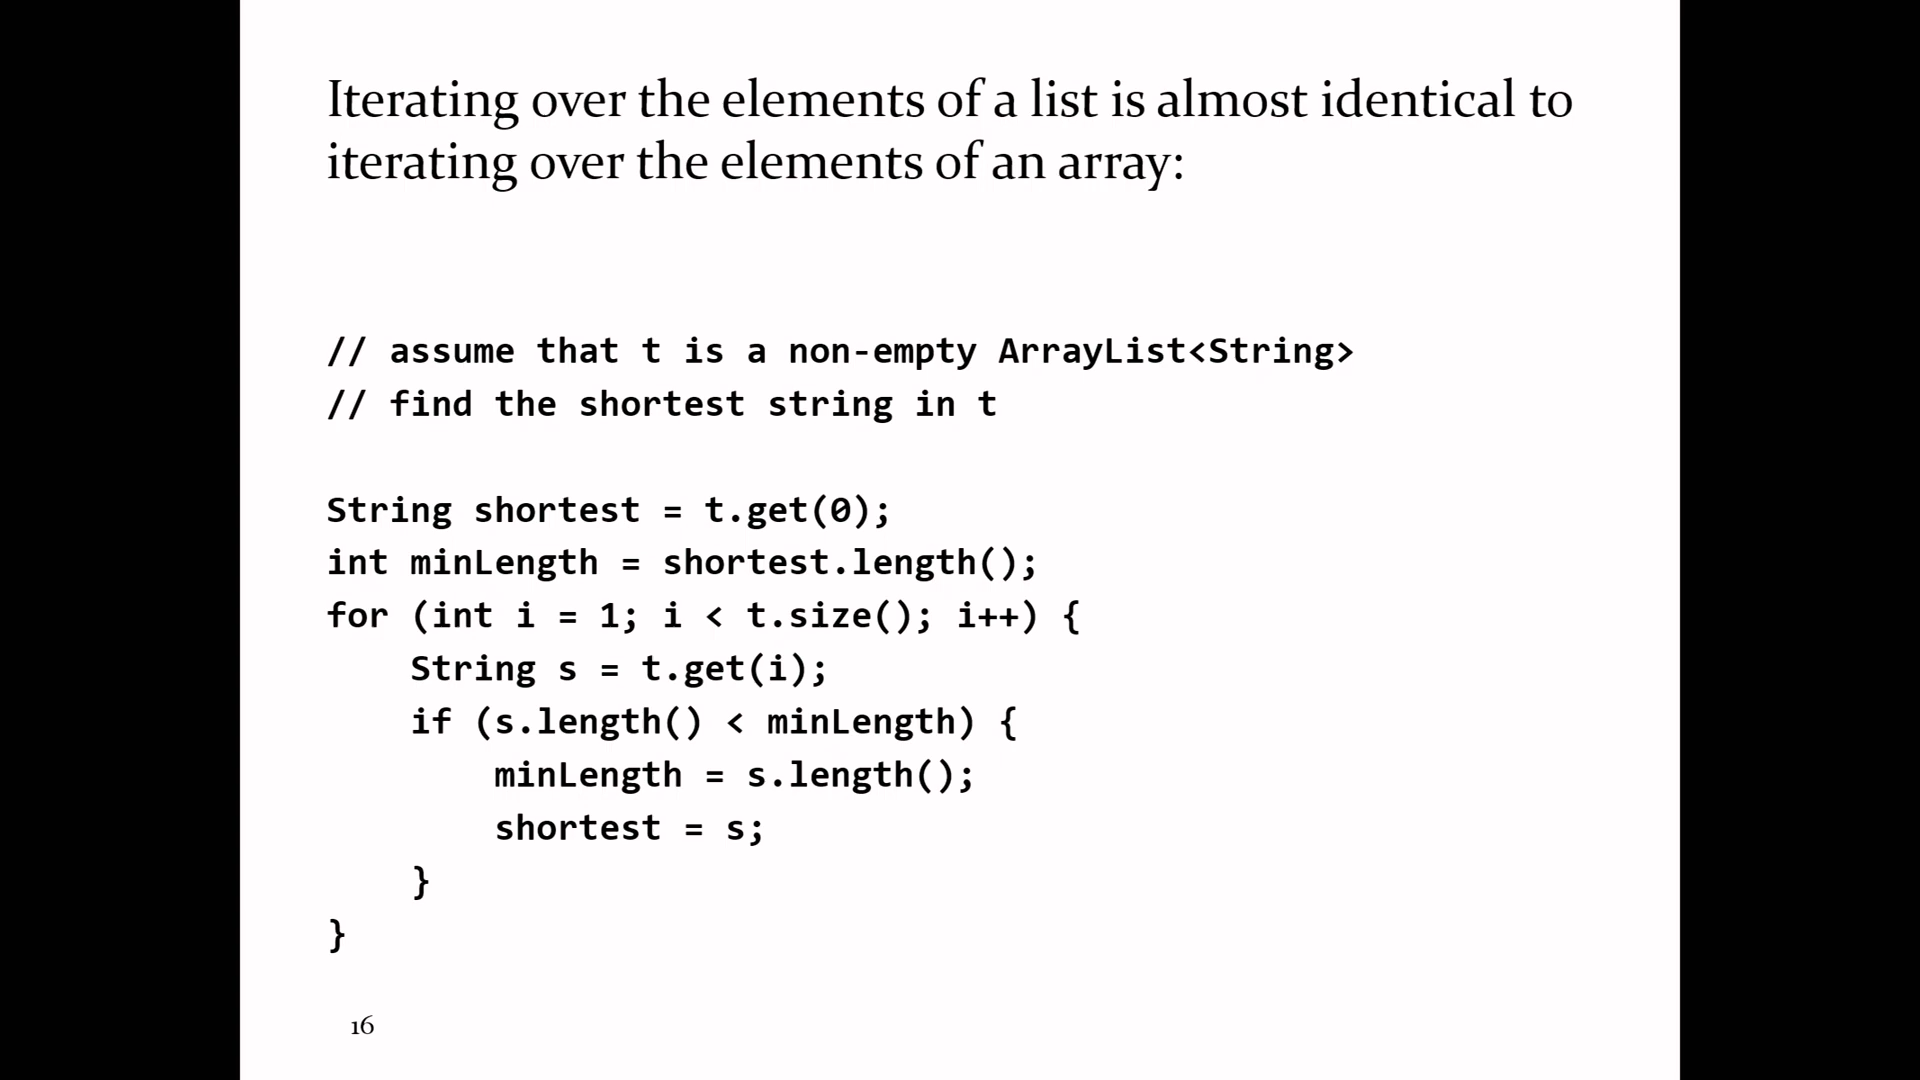 Iterating over the elements of a list is almost identical to
iterating over the elements of an array:
// assume that t is a non-empty ArrayList<String>
// find the shortest string in t
String shortest = t.get(0);
int minLength = shortest.length();
for (int i = 1; i < t.size(); i++) {
    String s = t.get(i);
    if (s.length() < minLength) {
        minLength = s.length();
        shortest = s;
    }
}
16